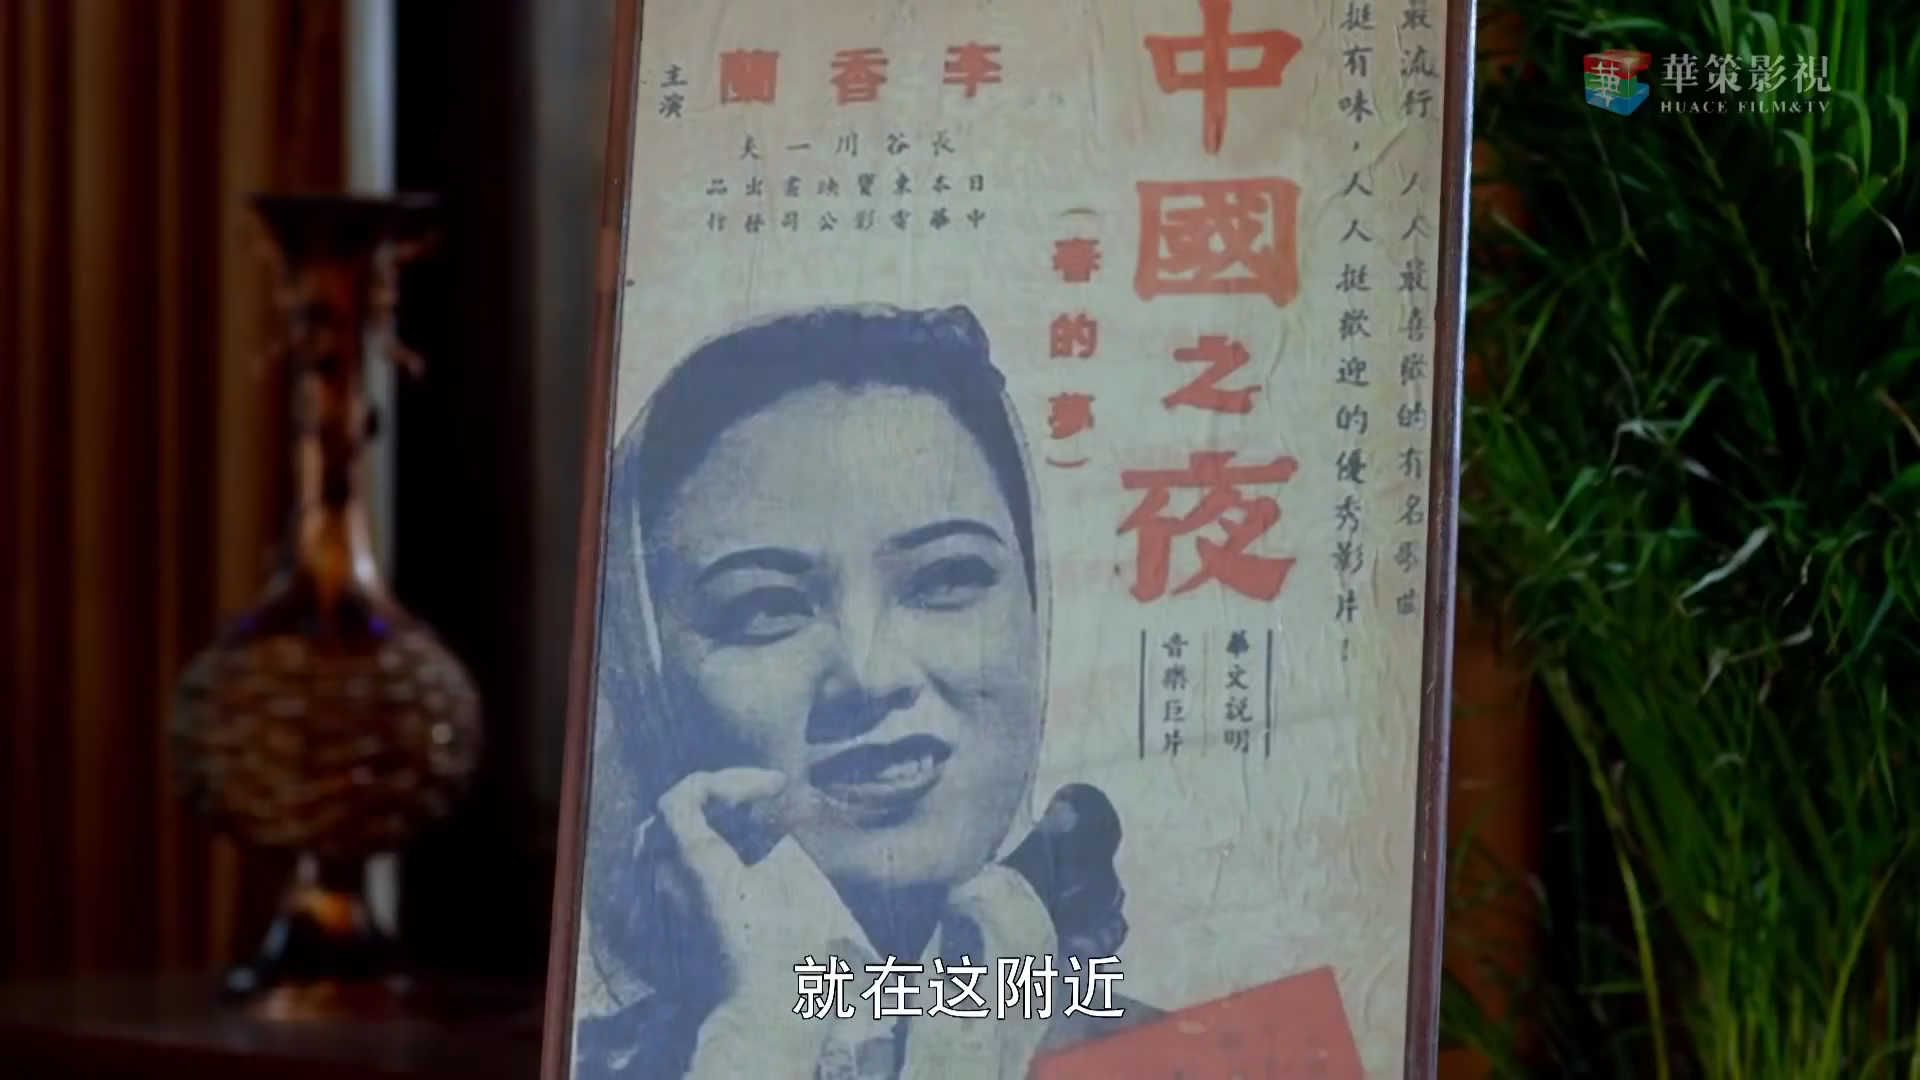 最流行 人人最喜歡的有名歌曲
挺有味，人人挺歡迎的優秀影片！
中國之夜
（春的夢）
華文說明
音樂巨片
李香蘭
主演
長谷川一夫
日本東寶映畫出品
中華電影公司發行
華策影視
HUACE FILM&TV
就在这附近